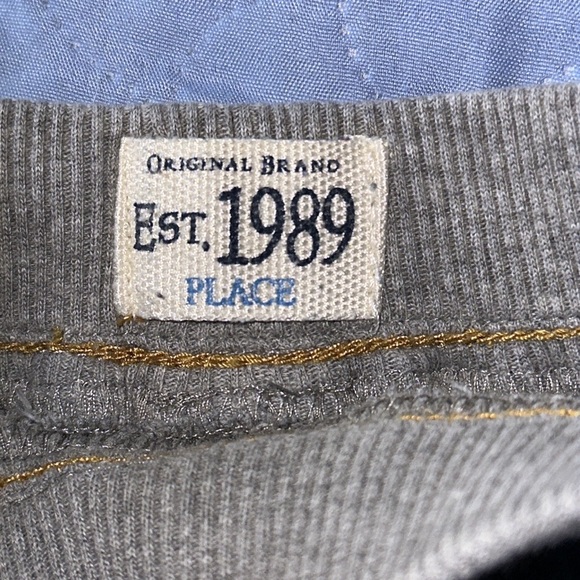 ORIGINAL BRAND
EST. 1989
PLACE